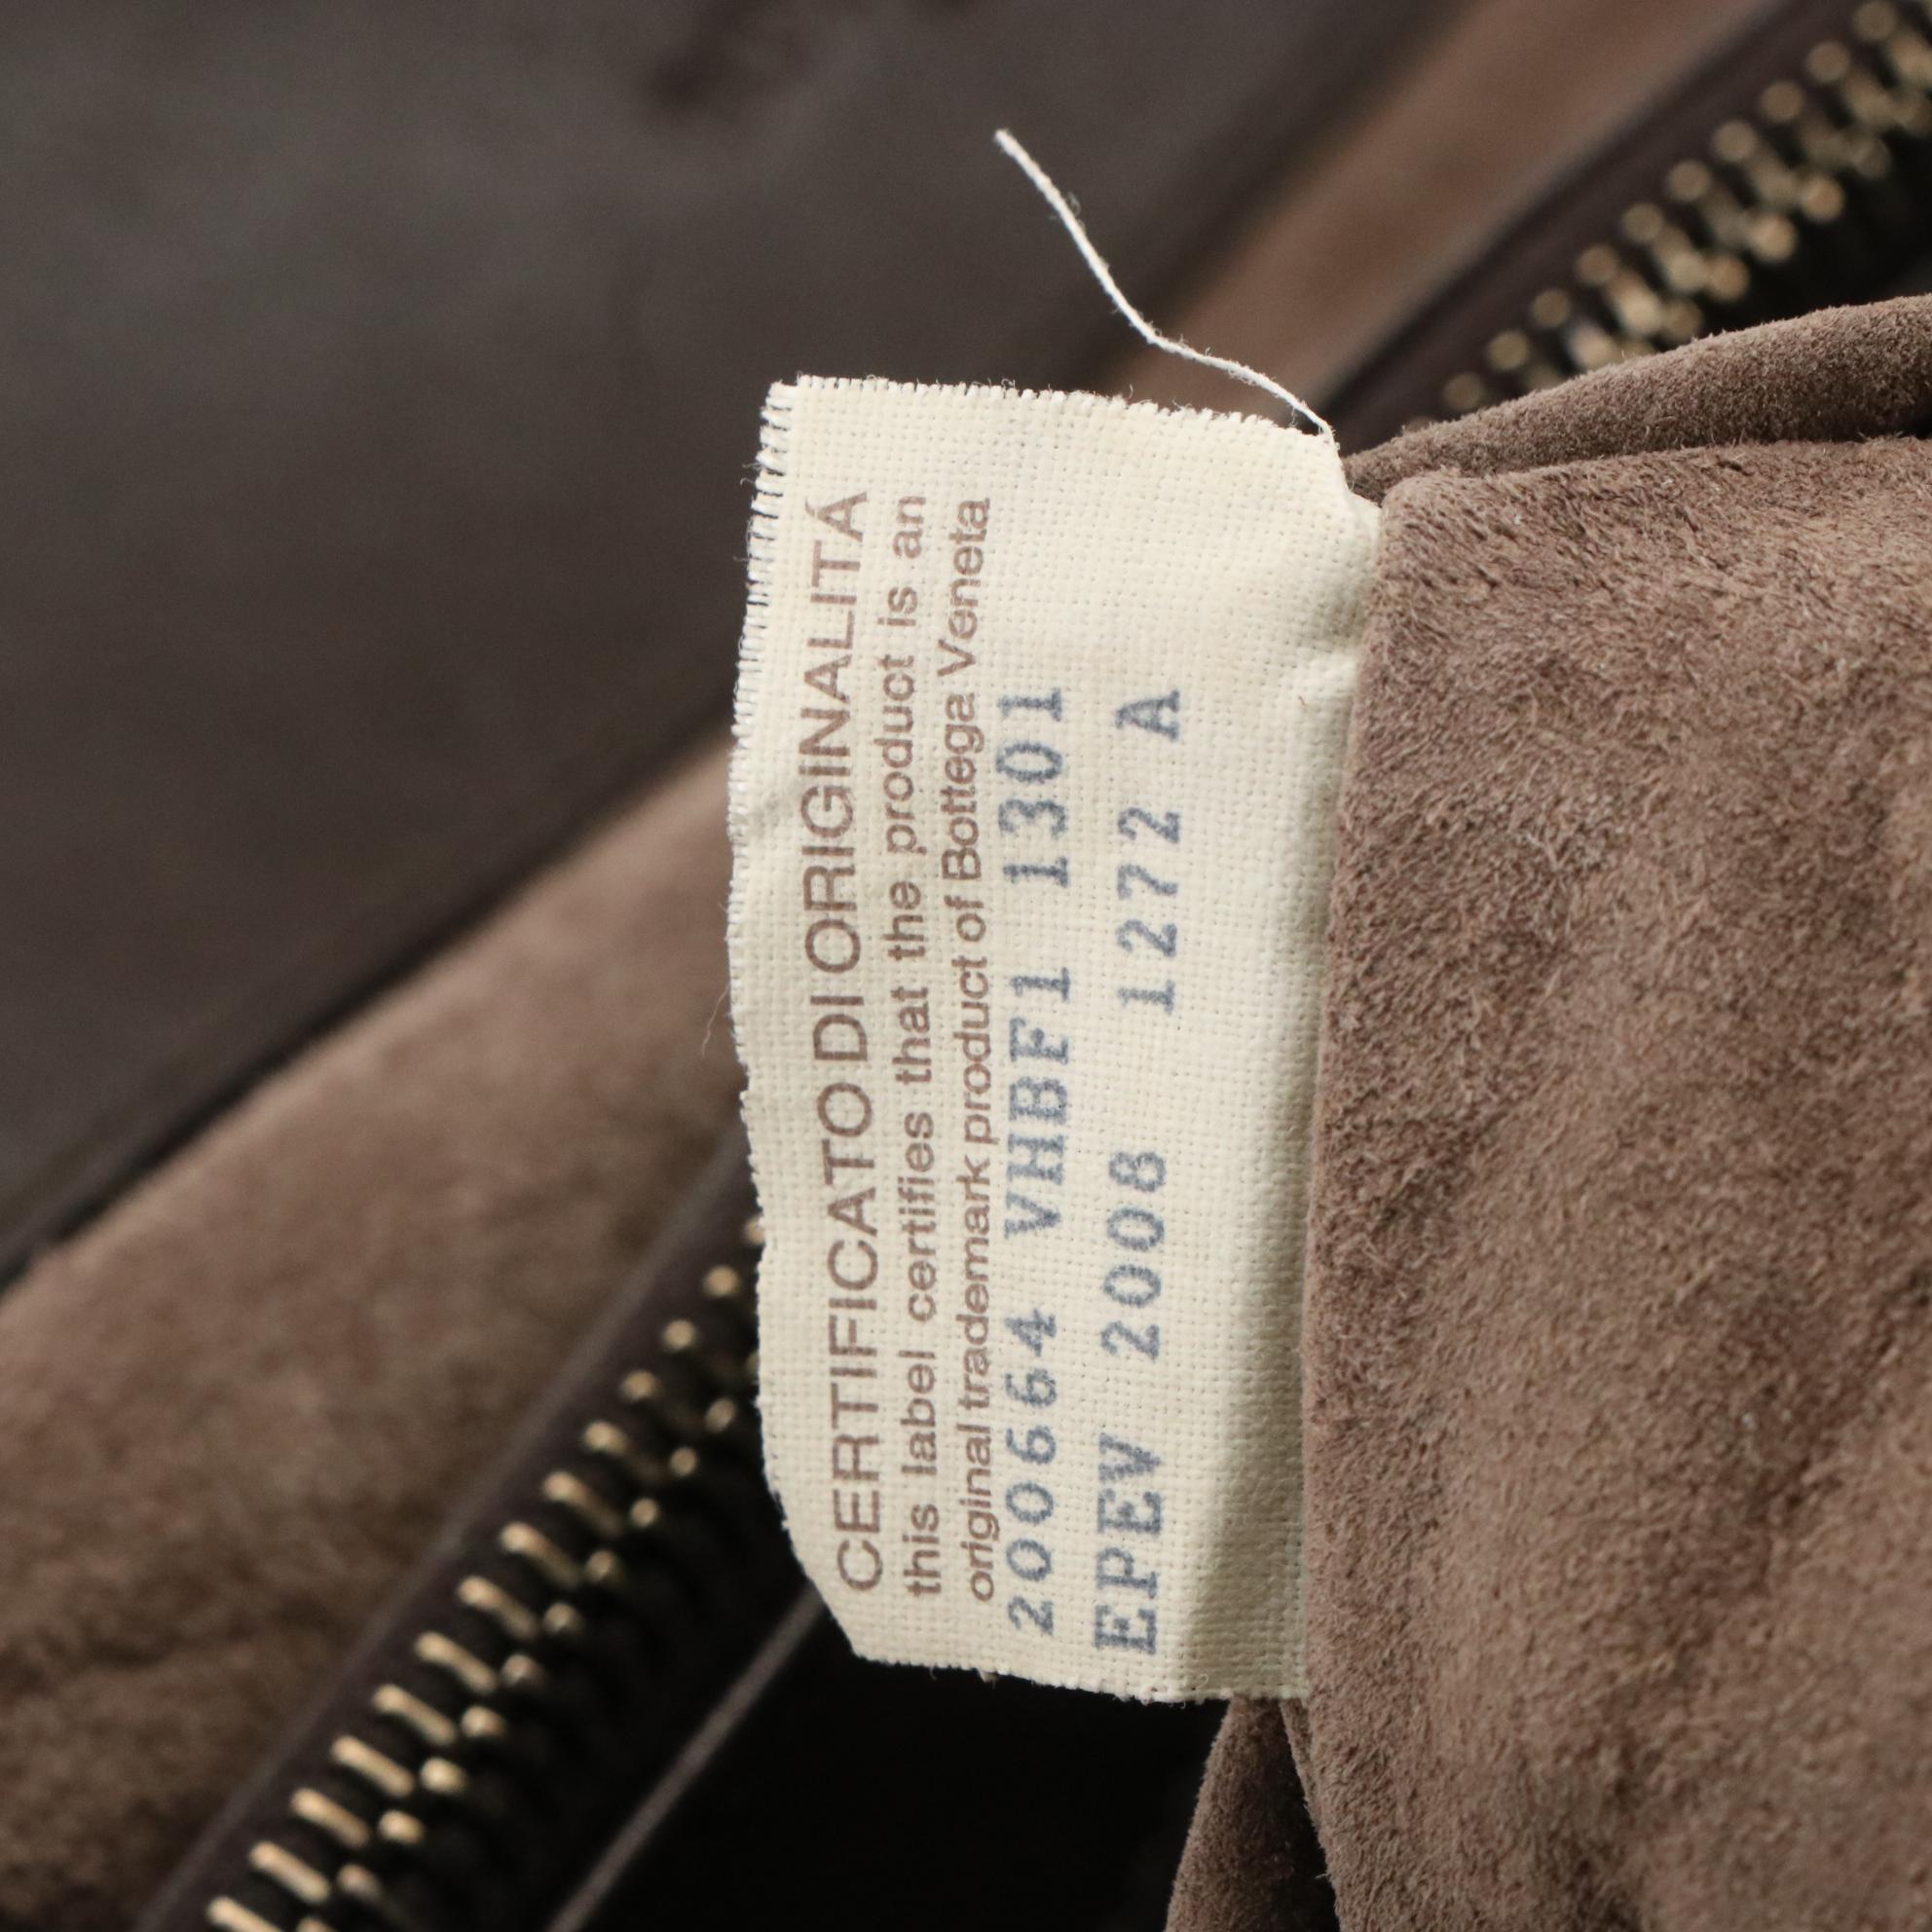 CERTIFICATO DI ORIGINALITÁ
this label certifies that the product is an
original trademark product of Bottega Veneta
200664 VHBF1 1301
EPEV 2008 1272 A